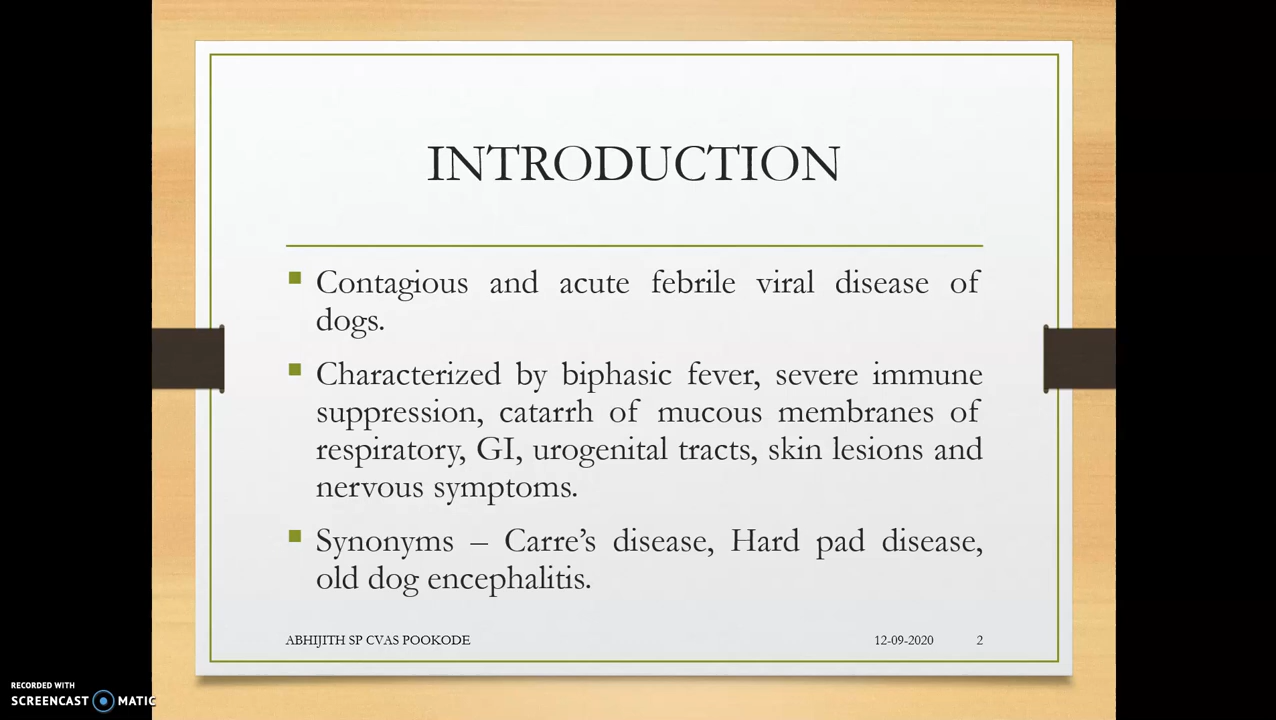 INTRODUCTION
Contagious and acute febrile viral disease of
dogs.
Characterized by biphasic fever, severe immune
suppression, catarrh of mucous membranes of
respiratory, GI, urogenital tracts, skin lesions and
nervous symptoms.
Synonyms – Carre’s disease, Hard pad disease,
old dog encephalitis.
ABHIJITH SP CVAS POOKODE 12-09-2020 2
RECORDED WITH
SCREENCAST MATIC